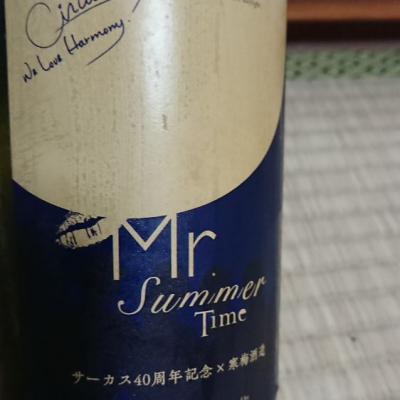 Circus
We Love Harmony.
Mr
Summer
Time
サーカス40周年記念×寒梅酒造